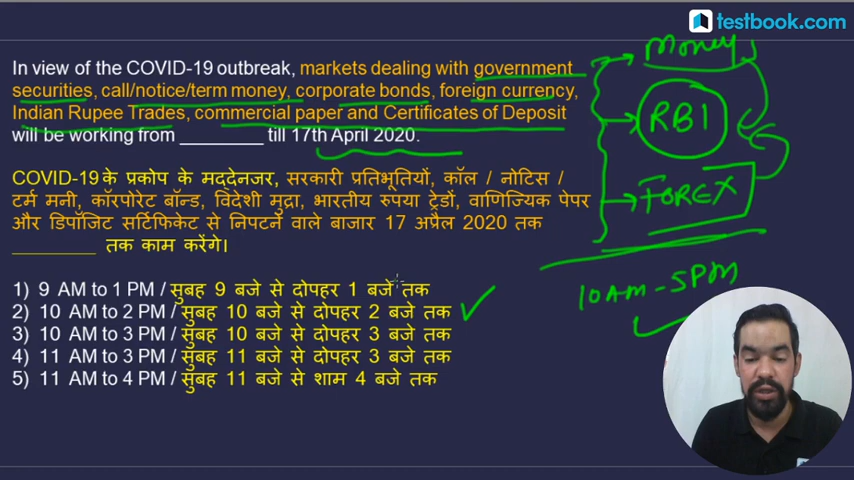 testbook.com
In view of the COVID-19 outbreak, markets dealing with government
securities, call/notice/term money, corporate bonds, foreign currency,
Indian Rupee Trades, commercial paper and Certificates of Deposit
will be working from ________ till 17th April 2020.
COVID-19 के प्रकोप के मद्देनजर, सरकारी प्रतिभूतियों, कॉल / नोटिस /
टर्म मनी, कॉरपोरेट बॉन्ड, विदेशी मुद्रा, भारतीय रुपया ट्रेडों, वाणिज्यिक पेपर
और डिपॉजिट सर्टिफिकेट से निपटने वाले बाजार 17 अप्रैल 2020 तक
________ तक काम करेंगे।
1) 9 AM to 1 PM / सुबह 9 बजे से दोपहर 1 बजे तक
2) 10 AM to 2 PM / सुबह 10 बजे से दोपहर 2 बजे तक
3) 10 AM to 3 PM / सुबह 10 बजे से दोपहर 3 बजे तक
4) 11 AM to 3 PM / सुबह 11 बजे से दोपहर 3 बजे तक
5) 11 AM to 4 PM / सुबह 11 बजे से शाम 4 बजे तक
Money
RBI
FOREX
10AM - 5PM